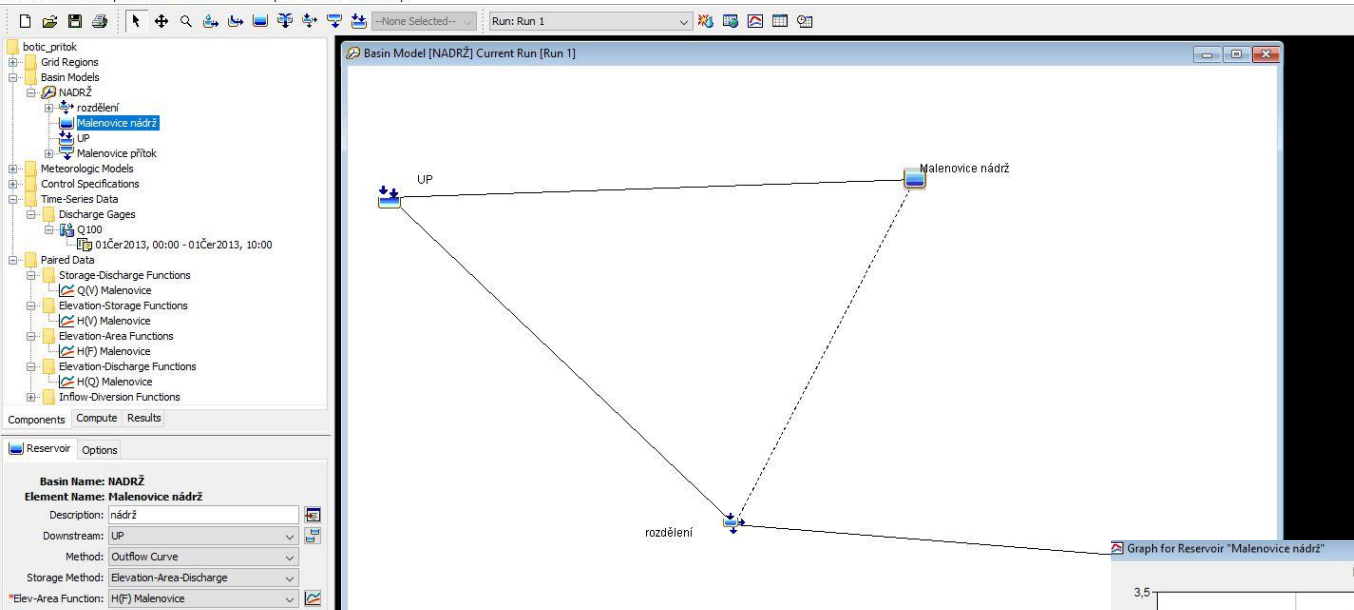 --None Selected--
Run: Run 1
botic_pritok
Grid Regions
Basin Models
NADRŽ
rozdělení
Malenovice nádrž
UP
Malenovice přítok
Meteorologic Models
Control Specifications
Time-Series Data
Discharge Gages
Q100
01Čer2013, 00:00 - 01Čer2013, 10:00
Paired Data
Storage-Discharge Functions
Q(V) Malenovice
Elevation-Storage Functions
H(V) Malenovice
Elevation-Area Functions
H(F) Malenovice
Elevation-Discharge Functions
H(Q) Malenovice
Inflow-Diversion Functions
Components Compute Results
Reservoir Options
Basin Name: NADRŽ
Element Name: Malenovice nádrž
Description: nádrž
Downstream: UP
Method: Outflow Curve
Storage Method: Elevation-Area-Discharge
*Elev-Area Function: H(F) Malenovice
Basin Model [NADRŽ] Current Run [Run 1]
UP
Malenovice nádrž
rozdělení
Graph for Reservoir "Malenovice nádrž"
3,5